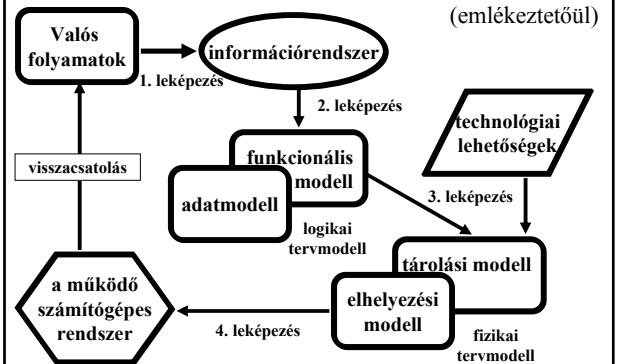 (emlékeztetőül)
Valós
folyamatok
1. leképezés
információrendszer
2. leképezés
technológiai
lehetőségek
visszacsatolás
funkcionális
modell
adatmodell
3. leképezés
logikai
tervmodell
tárolási modell
a működő
számítógépes
rendszer
elhelyezési
modell
4. leképezés
fizikai
tervmodell